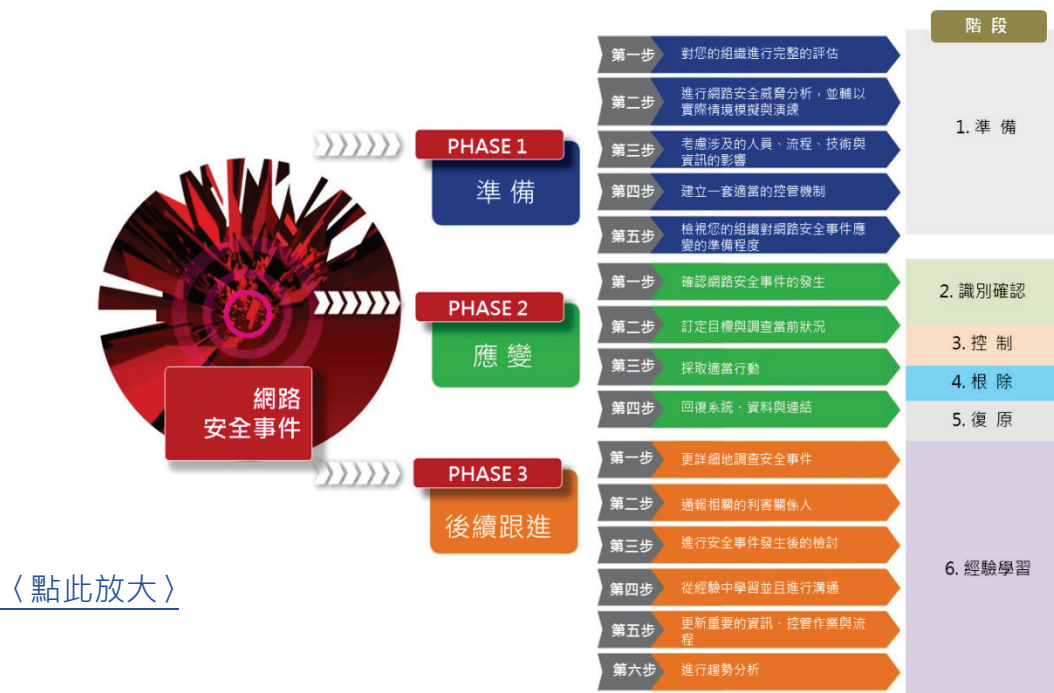 階 段
第一步 對您的組織進行完整的評估
第二步 進行網路安全威脅分析，並輔以
實際情境模擬與演練
第三步 考慮涉及的人員、流程、技術與
資訊的影響
第四步 建立一套適當的控管機制
第五步 檢視您的組織對網路安全事件應
變的準備程度
1. 準 備
PHASE 1
準 備
第一步 確認網路安全事件的發生
第二步 訂定目標與調查當前狀況
第三步 採取適當行動
第四步 回復系統、資料與連結
2. 識別確認
3. 控 制
4. 根 除
5. 復 原
PHASE 2
應 變
網路
安全事件
第一步 更詳細地調查安全事件
第二步 通報相關的利害關係人
第三步 進行安全事件發生後的檢討
第四步 從經驗中學習並且進行溝通
第五步 更新重要的資訊、控管作業與流
程
第六步 進行趨勢分析
6. 經驗學習
PHASE 3
後續跟進
〈點此放大〉